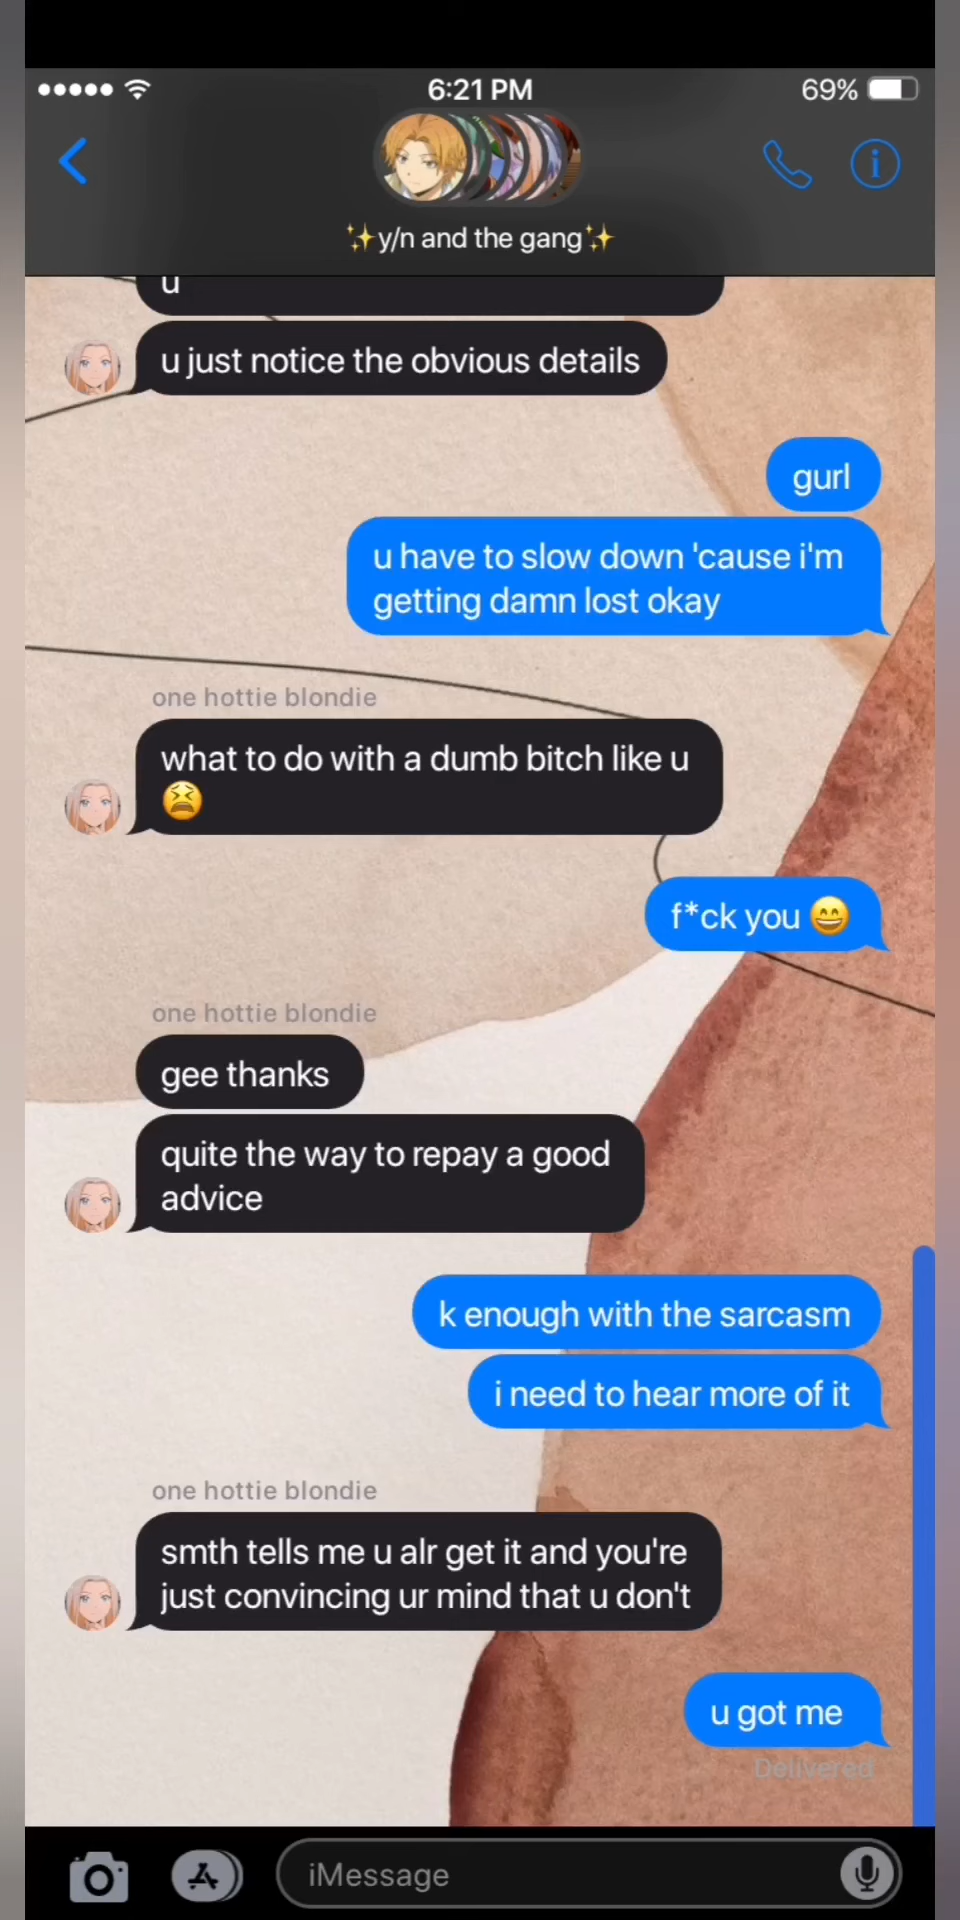 6:21 PM
69%
✨y/n and the gang✨
u
u just notice the obvious details
gurl
u have to slow down 'cause i'm
getting damn lost okay
one hottie blondie
what to do with a dumb bitch like u
😫
f*ck you 😄
one hottie blondie
gee thanks
quite the way to repay a good
advice
k enough with the sarcasm
i need to hear more of it
one hottie blondie
smth tells me u alr get it and you're
just convincing ur mind that u don't
u got me
Delivered
iMessage